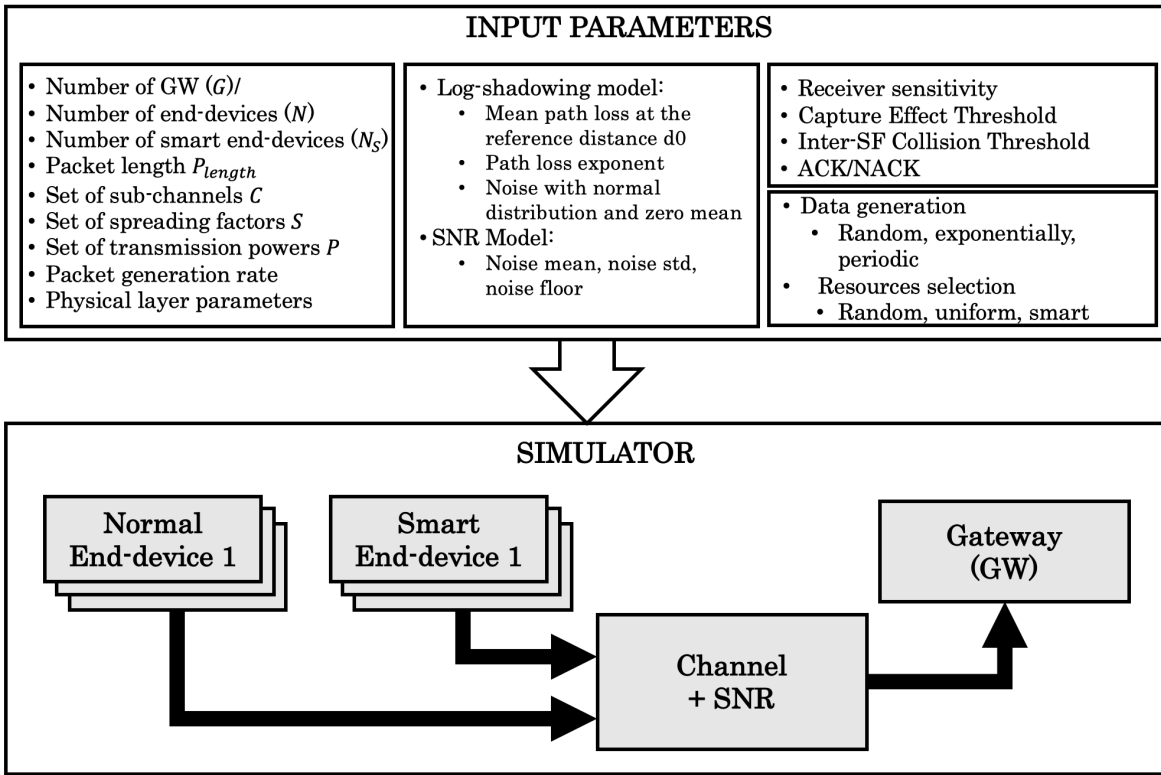 INPUT PARAMETERS
• Number of GW (G)/
• Number of end-devices (N)
• Number of smart end-devices (N_S)
• Packet length P_length
• Set of sub-channels C
• Set of spreading factors S
• Set of transmission powers P
• Packet generation rate
• Physical layer parameters
• Log-shadowing model:
• Mean path loss at the
reference distance d0
• Path loss exponent
• Noise with normal
distribution and zero mean
• SNR Model:
• Noise mean, noise std,
noise floor
• Receiver sensitivity
• Capture Effect Threshold
• Inter-SF Collision Threshold
• ACK/NACK
• Data generation
• Random, exponentially,
periodic
• Resources selection
• Random, uniform, smart
SIMULATOR
Normal
End-device 1
Smart
End-device 1
Gateway
(GW)
Channel
+ SNR